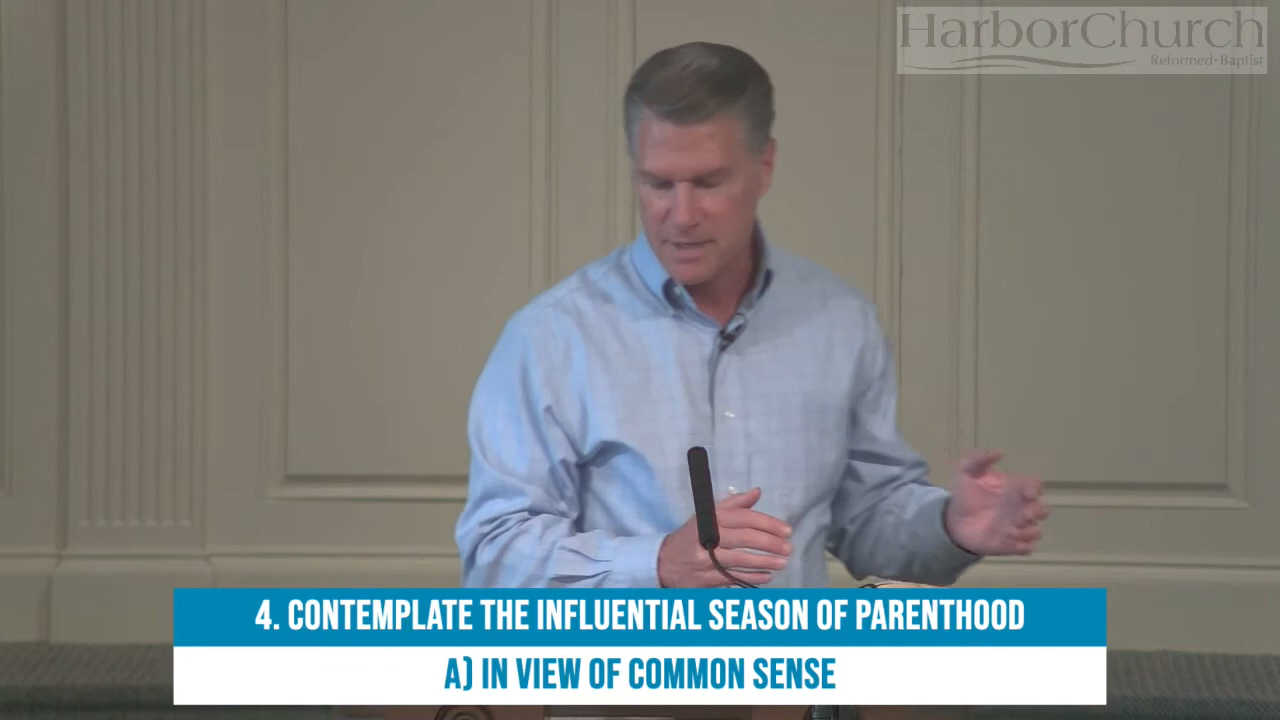 HarborChurch
Reformed·Baptist
4. CONTEMPLATE THE INFLUENTIAL SEASON OF PARENTHOOD
A) IN VIEW OF COMMON SENSE